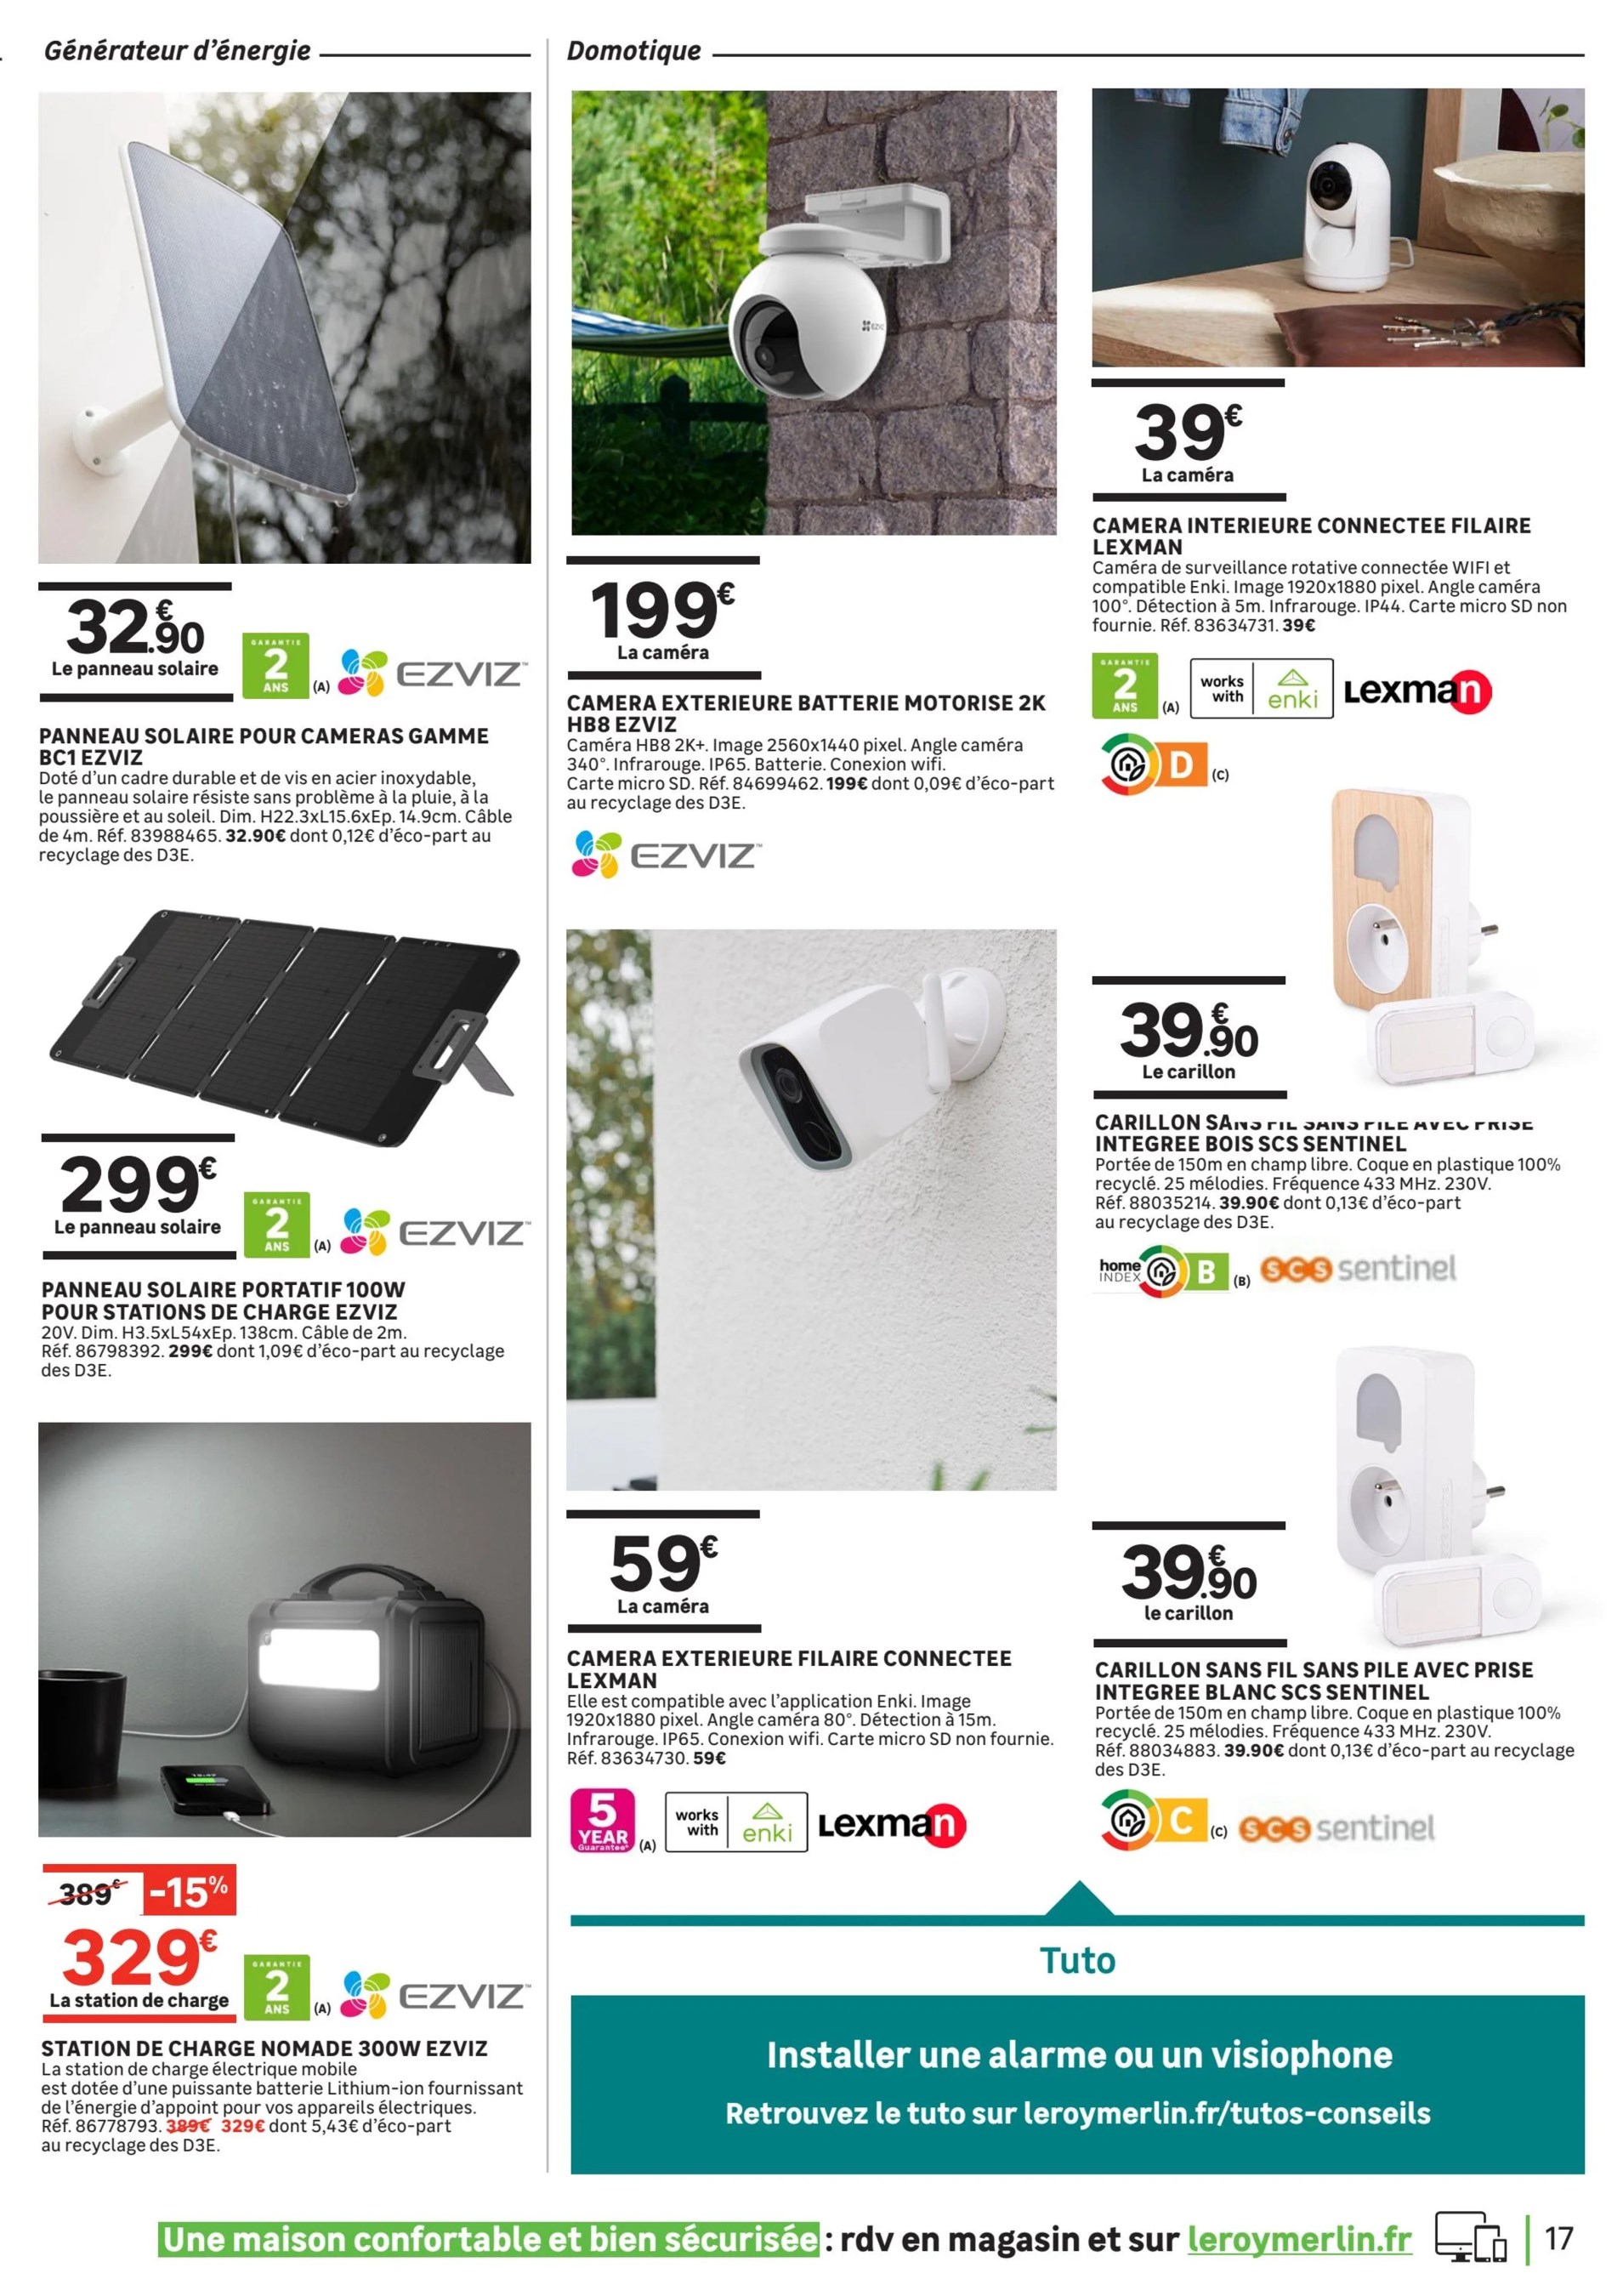 Générateur d'énergie
32€.90
Le panneau solaire
GARANTIE
2
ANS
(A)
EZVIZ™
PANNEAU SOLAIRE POUR CAMERAS GAMME
BC1 EZVIZ
Doté d'un cadre durable et de vis en acier inoxydable,
le panneau solaire résiste sans problème à la pluie, à la
poussière et au soleil. Dim. H22.3xL15.6xEp. 14.9cm. Câble
de 4m. Réf. 83988465. 32.90€ dont 0,12€ d'éco-part au
recyclage des D3E.
299€
Le panneau solaire
GARANTIE
2
ANS
(A)
EZVIZ™
PANNEAU SOLAIRE PORTATIF 100W
POUR STATIONS DE CHARGE EZVIZ
20V. Dim. H3.5xL54xEp. 138cm. Câble de 2m.
Réf. 86798392. 299€ dont 1,09€ d'éco-part au recyclage
des D3E.
389€ -15%
329€
La station de charge
GARANTIE
2
ANS
(A)
EZVIZ™
STATION DE CHARGE NOMADE 300W EZVIZ
La station de charge électrique mobile
est dotée d'une puissante batterie Lithium-ion fournissant
de l'énergie d'appoint pour vos appareils électriques.
Réf. 86778793. 389€ 329€ dont 5,43€ d'éco-part
au recyclage des D3E.
Domotique
EZVIZ
199€
La caméra
CAMERA EXTERIEURE BATTERIE MOTORISE 2K
HB8 EZVIZ
Caméra HB8 2K+. Image 2560x1440 pixel. Angle caméra
340°. Infrarouge. IP65. Batterie. Conexion wifi.
Carte micro SD. Réf. 84699462. 199€ dont 0,09€ d'éco-part
au recyclage des D3E.
EZVIZ™
59€
La caméra
CAMERA EXTERIEURE FILAIRE CONNECTEE
LEXMAN
Elle est compatible avec l'application Enki. Image
1920x1880 pixel. Angle caméra 80°. Détection à 15m.
Infrarouge. IP65. Conexion wifi. Carte micro SD non fournie.
Réf. 83634730. 59€
5
YEAR
Guarantee*
(A)
works
with
enki
Lexman
39€
La caméra
CAMERA INTERIEURE CONNECTEE FILAIRE
LEXMAN
Caméra de surveillance rotative connectée WIFI et
compatible Enki. Image 1920x1880 pixel. Angle caméra
100°. Détection à 5m. Infrarouge. IP44. Carte micro SD non
fournie. Réf. 83634731. 39€
GARANTIE
2
ANS
(A)
works
with
enki
Lexman
D (C)
39€.90
Le carillon
CARILLON SANS FIL SANS PILE AVEC PRISE
INTEGREE BOIS SCS SENTINEL
Portée de 150m en champ libre. Coque en plastique 100%
recyclé. 25 mélodies. Fréquence 433 MHz. 230V.
Réf. 88035214. 39.90€ dont 0,13€ d'éco-part
au recyclage des D3E.
home
INDEX
B (B)
scs sentinel
39€.90
le carillon
CARILLON SANS FIL SANS PILE AVEC PRISE
INTEGREE BLANC SCS SENTINEL
Portée de 150m en champ libre. Coque en plastique 100%
recyclé. 25 mélodies. Fréquence 433 MHz. 230V.
Réf. 88034883. 39.90€ dont 0,13€ d'éco-part au recyclage
des D3E.
C (C)
scs sentinel
Tuto
Installer une alarme ou un visiophone
Retrouvez le tuto sur leroymerlin.fr/tutos-conseils
Une maison confortable et bien sécurisée : rdv en magasin et sur leroymerlin.fr
17